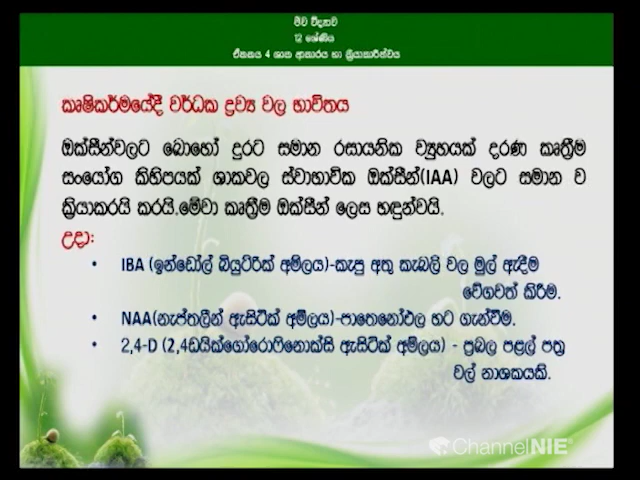 ජීව විද්‍යාව
12 ශ්‍රේණිය
ඒකකය 4 ශාක ආකාරය හා ක්‍රියාකාරීත්වය
කෘෂිකර්මයේදී වර්ධක ද්‍රව්‍ය වල භාවිතය
ඔක්සීන්වලට බොහෝ දුරට සමාන රසායනික ව්‍යුහයක් දරණ කෘත්‍රීම
සංයෝග කිහිපයක් ශාකවල ස්වාභාවික ඔක්සීන්(IAA) වලට සමාන ව
ක්‍රියාකරයි කරයි.මේවා කෘත්‍රීම ඔක්සීන් ලෙස හඳුන්වයි.
උදා:
• IBA (ඉන්ඩෝල් බියුට්රික් අම්ලය)-කැපු අතු කැබලි වල මුල් ඇදීම
වේගවත් කිරීම.
• NAA(නැප්තලීන් ඇසිටික් අම්ලය)-පාතෙනෝඵල හට ගැන්වීම.
• 2,4-D (2,4ඩයික්ගෝරොෆිනොක්සි ඇසිටික් අම්ලය) - ප්‍රබල පළල් පත්‍ර
වල් නාශකයකි.
ChannelNIE